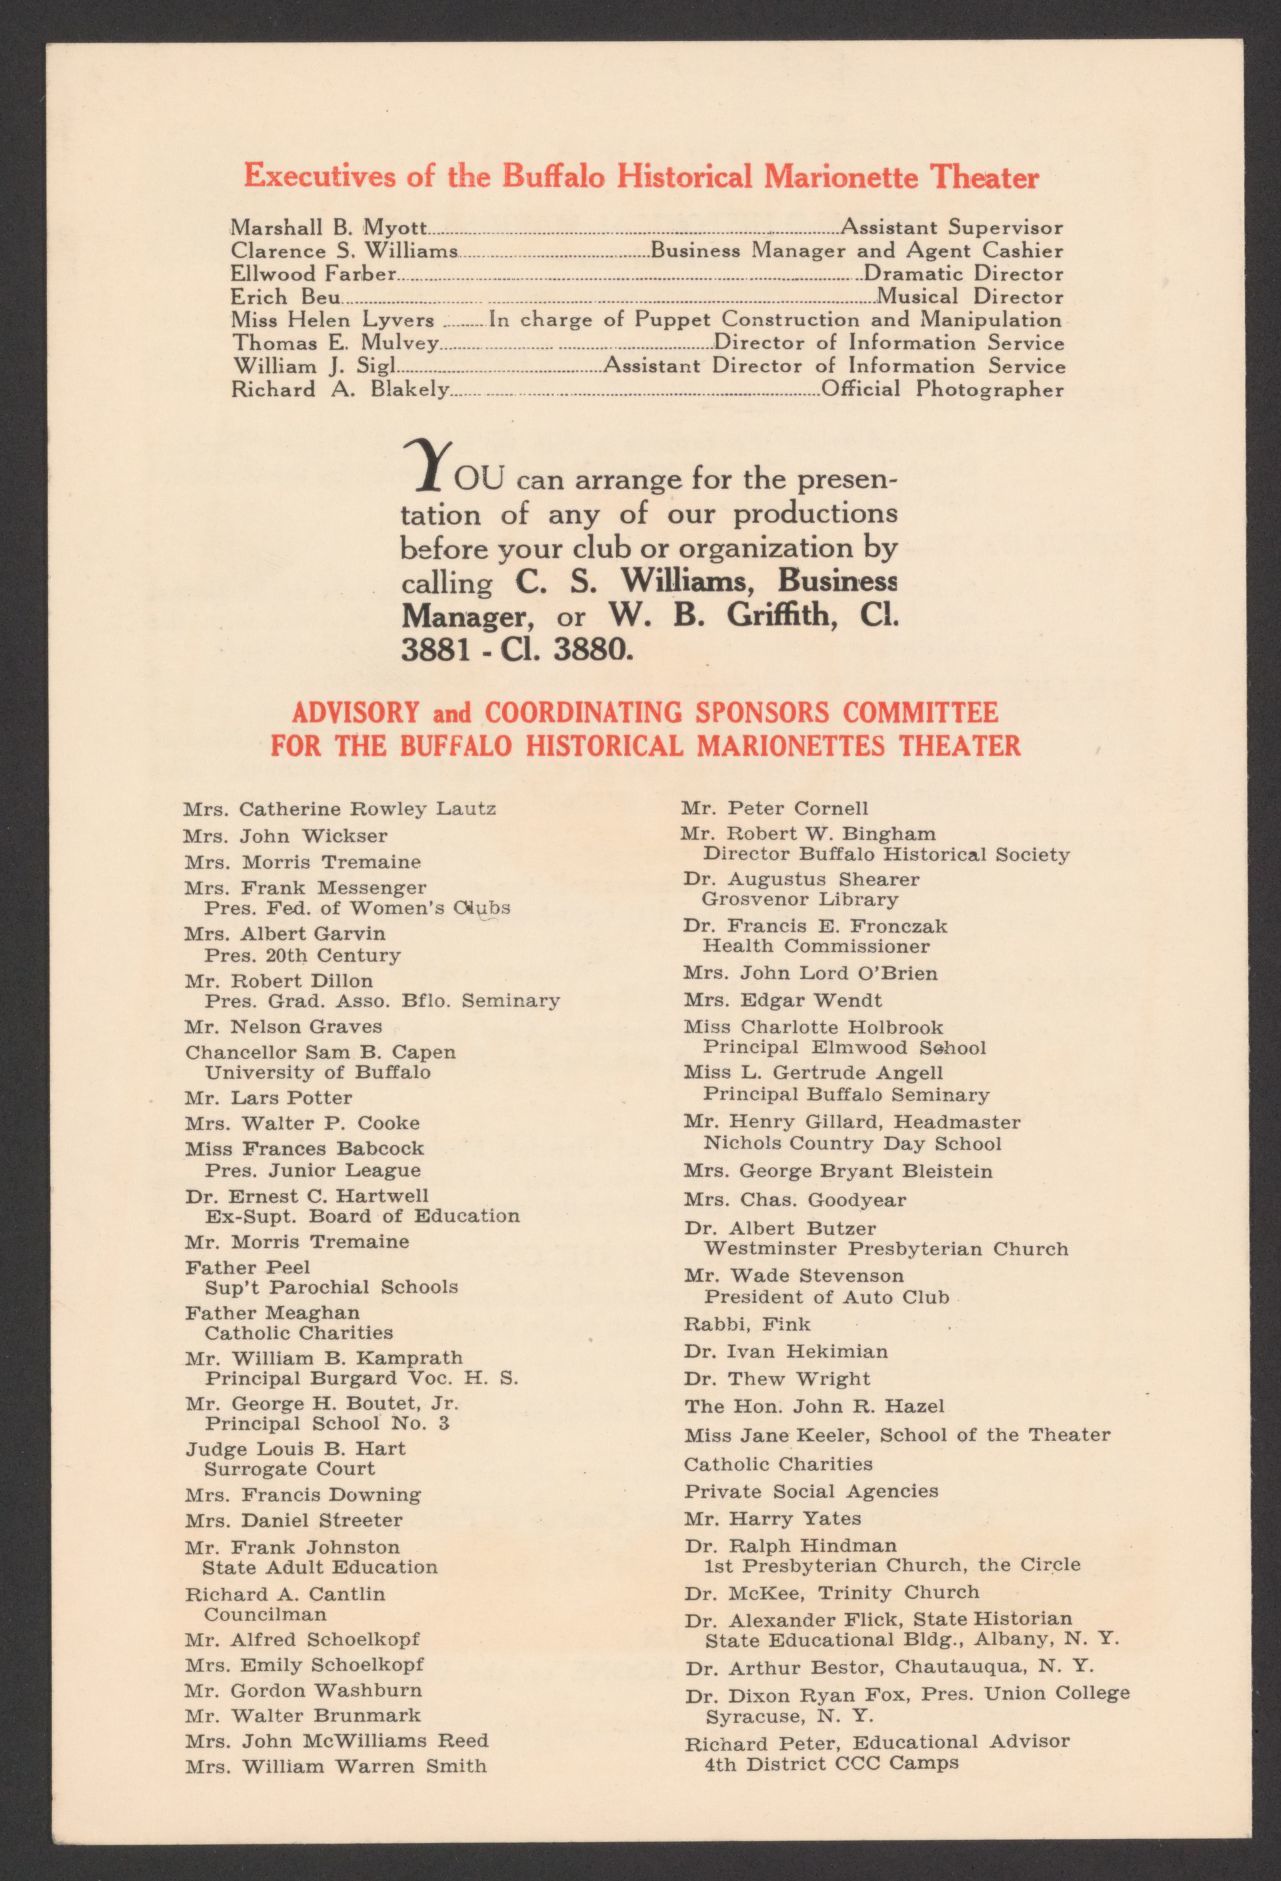 Executives of the Buffalo Historical Marionette Theater
Marshall B. Myott Assistant Supervisor
Clarence S. Williams Business Manager and Agent Cashier
Ellwood Farber Dramatic Director
Erich Beu Musical Director
Miss Helen Lyvers In charge of Puppet Construction and Manipulation
Thomas E. Mulvey Director of Information Service
William J. Sigl Assistant Director of Information Service
Richard A. Blakely Official Photographer
YOU can arrange for the presen-
tation of any of our productions
before your club or organization by
calling C. S. Williams, Business
Manager, or W. B. Griffith, Cl.
3881 - Cl. 3880.
ADVISORY and COORDINATING SPONSORS COMMITTEE
FOR THE BUFFALO HISTORICAL MARIONETTES THEATER
Mrs. Catherine Rowley Lautz
Mrs. John Wickser
Mrs. Morris Tremaine
Mrs. Frank Messenger
Pres. Fed. of Women's Clubs
Mrs. Albert Garvin
Pres. 20th Century
Mr. Robert Dillon
Pres. Grad. Asso. Bflo. Seminary
Mr. Nelson Graves
Chancellor Sam B. Capen
University of Buffalo
Mr. Lars Potter
Mrs. Walter P. Cooke
Miss Frances Babcock
Pres. Junior League
Dr. Ernest C. Hartwell
Ex-Supt. Board of Education
Mr. Morris Tremaine
Father Peel
Sup't Parochial Schools
Father Meaghan
Catholic Charities
Mr. William B. Kamprath
Principal Burgard Voc. H. S.
Mr. George H. Boutet, Jr.
Principal School No. 3
Judge Louis B. Hart
Surrogate Court
Mrs. Francis Downing
Mrs. Daniel Streeter
Mr. Frank Johnston
State Adult Education
Richard A. Cantlin
Councilman
Mr. Alfred Schoelkopf
Mrs. Emily Schoelkopf
Mr. Gordon Washburn
Mr. Walter Brunmark
Mrs. John McWilliams Reed
Mrs. William Warren Smith
Mr. Peter Cornell
Mr. Robert W. Bingham
Director Buffalo Historical Society
Dr. Augustus Shearer
Grosvenor Library
Dr. Francis E. Fronczak
Health Commissioner
Mrs. John Lord O'Brien
Mrs. Edgar Wendt
Miss Charlotte Holbrook
Principal Elmwood School
Miss L. Gertrude Angell
Principal Buffalo Seminary
Mr. Henry Gillard, Headmaster
Nichols Country Day School
Mrs. George Bryant Bleistein
Mrs. Chas. Goodyear
Dr. Albert Butzer
Westminster Presbyterian Church
Mr. Wade Stevenson
President of Auto Club
Rabbi, Fink
Dr. Ivan Hekimian
Dr. Thew Wright
The Hon. John R. Hazel
Miss Jane Keeler, School of the Theater
Catholic Charities
Private Social Agencies
Mr. Harry Yates
Dr. Ralph Hindman
1st Presbyterian Church, the Circle
Dr. McKee, Trinity Church
Dr. Alexander Flick, State Historian
State Educational Bldg., Albany, N. Y.
Dr. Arthur Bestor, Chautauqua, N. Y.
Dr. Dixon Ryan Fox, Pres. Union College
Syracuse, N. Y.
Richard Peter, Educational Advisor
4th District CCC Camps